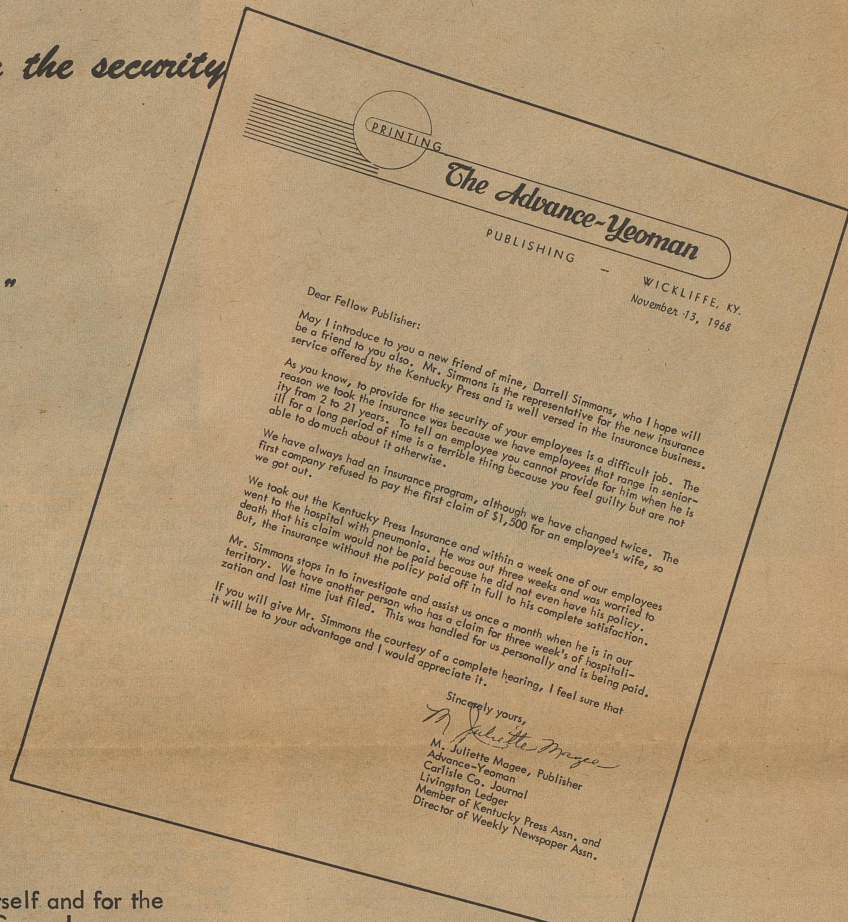 the security
”
PRINTING
The Advance-Yeoman
PUBLISHING – WICKLIFFE, KY.
November 13, 1968
Dear Fellow Publisher:
May I introduce to you a new friend of mine, Darrell Simmons, who I hope will
be a friend to you also. Mr. Simmons is the representative for the new insurance
service offered by the Kentucky Press and is well versed in the insurance business.
As you know, to provide for the security of your employees is a difficult job. The
reason we took the insurance was because we have employees that range in senior-
ity from 2 to 21 years. To tell an employee you cannot provide for him when he is
ill for a long period of time is a terrible thing because you feel guilty but are not
able to do much about it otherwise.
We have always had an insurance program, although we have changed twice. The
first company refused to pay the first claim of $1,500 for an employee's wife, so
we got out.
We took out the Kentucky Press Insurance and within a week one of our employees
went to the hospital with pneumonia. He was out three weeks and was worried to
death that his claim would not be paid because he did not even have his policy.
But, the insurance without the policy paid off in full to his complete satisfaction.
Mr. Simmons stops in to investigate and assist us once a month when he is in our
territory. We have another person who has a claim for three week's of hospitali-
zation and lost time just filed. This was handled for us personally and is being paid.
If you will give Mr. Simmons the courtesy of a complete hearing, I feel sure that
it will be to your advantage and I would appreciate it.
Sincerely yours,
M Juliette Magee
M. Juliette Magee, Publisher
Advance-Yeoman
Carlisle Co. Journal
Livingston Ledger
Member of Kentucky Press Assn. and
Director of Weekly Newspaper Assn.
rself and for the